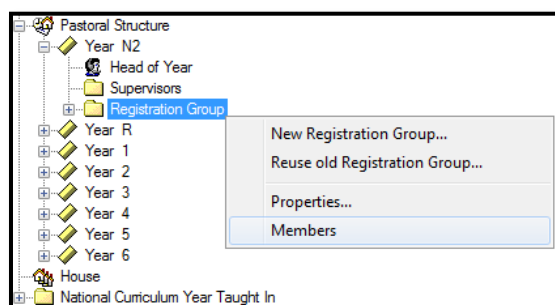 Pastoral Structure
Year N2
Head of Year
Supervisors
Registration Group
Year R
Year 1
Year 2
Year 3
Year 4
Year 5
Year 6
House
National Curriculum Year Taught In
New Registration Group...
Reuse old Registration Group...
Properties...
Members